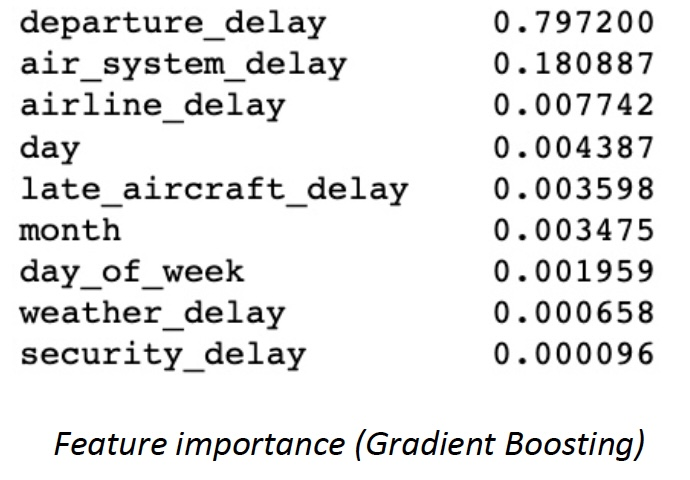 departure_delay 0.797200
air_system_delay 0.180887
airline_delay 0.007742
day 0.004387
late_aircraft_delay 0.003598
month 0.003475
day_of_week 0.001959
weather_delay 0.000658
security_delay 0.000096
Feature importance (Gradient Boosting)